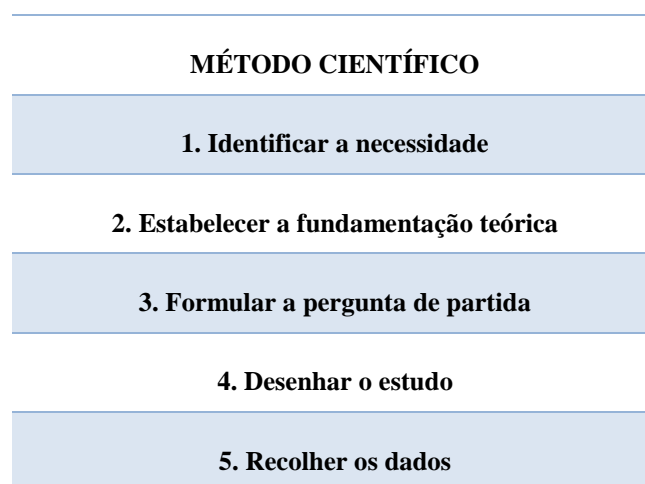 MÉTODO CIENTÍFICO
1. Identificar a necessidade
2. Estabelecer a fundamentação teórica
3. Formular a pergunta de partida
4. Desenhar o estudo
5. Recolher os dados